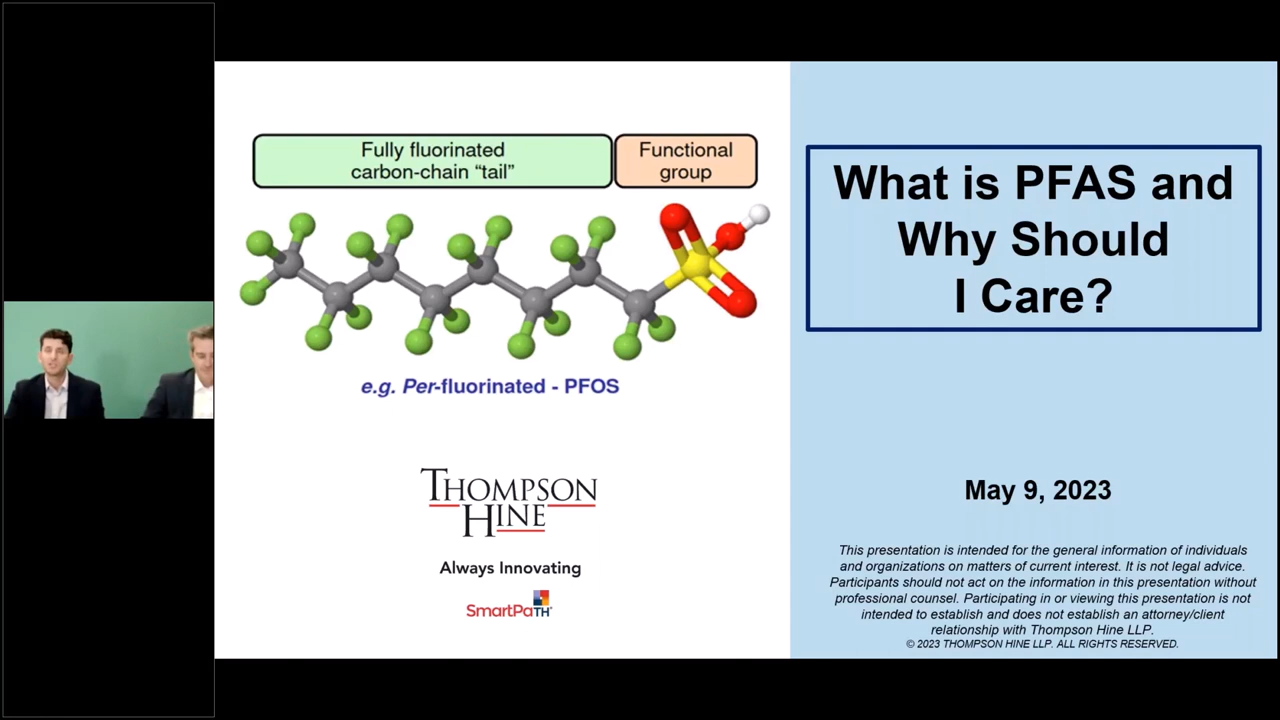 Fully fluorinated
carbon-chain “tail”
Functional
group
e.g. Per-fluorinated - PFOS
THOMPSON
HINE
Always Innovating
SmartPaTH
What is PFAS and
Why Should
I Care?
May 9, 2023
This presentation is intended for the general information of individuals
and organizations on matters of current interest. It is not legal advice.
Participants should not act on the information in this presentation without
professional counsel. Participating in or viewing this presentation is not
intended to establish and does not establish an attorney/client
relationship with Thompson Hine LLP.
© 2023 THOMPSON HINE LLP. ALL RIGHTS RESERVED.